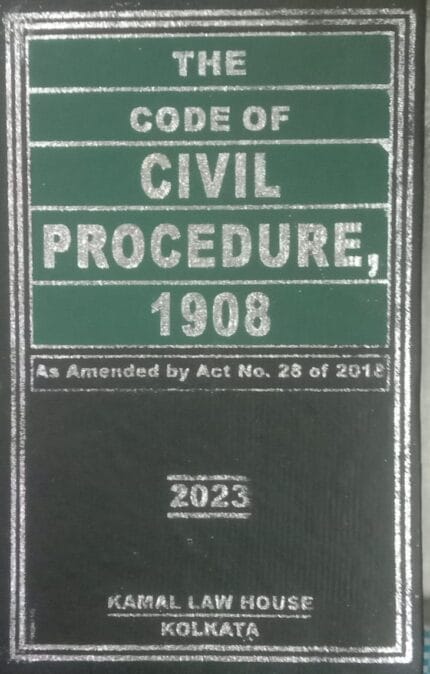 THE
CODE OF
CIVIL
PROCEDURE,
1908
As Amended by Act No. 28 of 2018
2023
KAMAL LAW HOUSE
KOLKATA